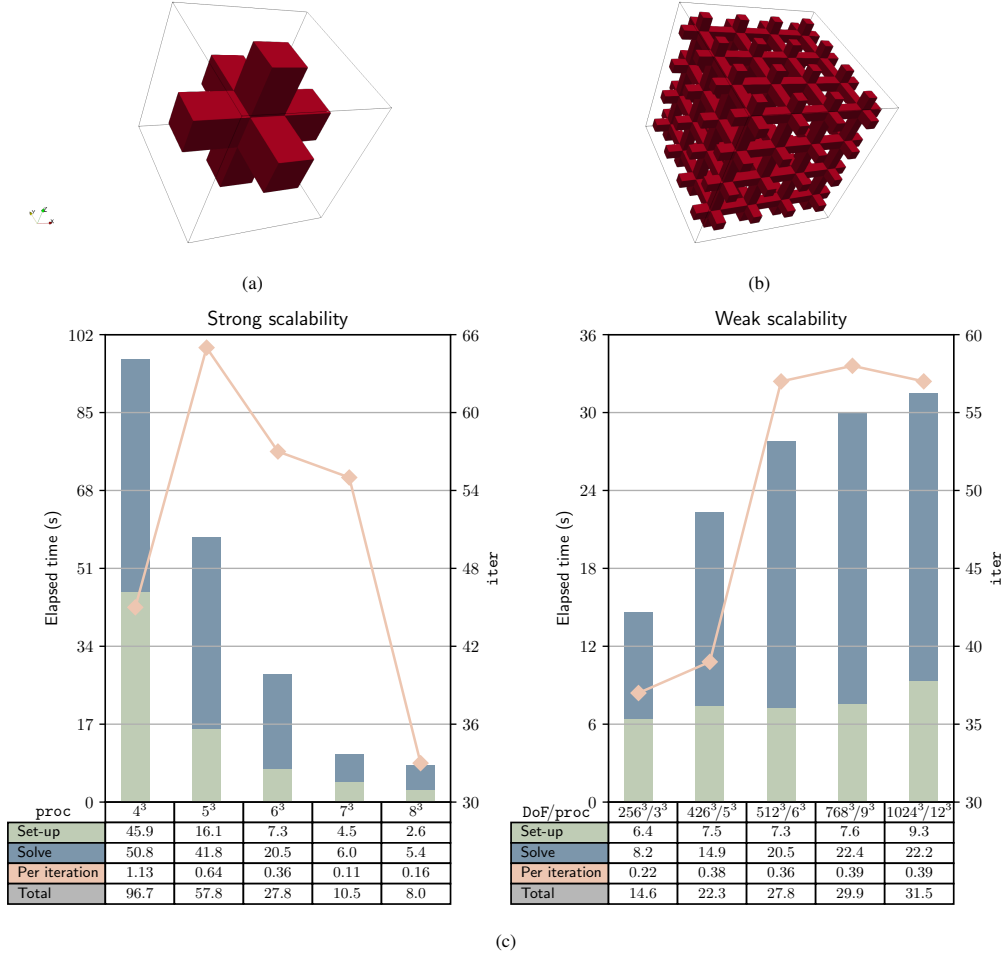 (a)
(b)
Strong scalability
102
85
68
51
34
17
0
Elapsed time (s)
66
60
54
48
42
36
30
iter
proc 4³ 5³ 6³ 7³ 8³
Set-up 45.9 16.1 7.3 4.5 2.6
Solve 50.8 41.8 20.5 6.0 5.4
Per iteration 1.13 0.64 0.36 0.11 0.16
Total 96.7 57.8 27.8 10.5 8.0
Weak scalability
36
30
24
18
12
6
0
Elapsed time (s)
60
55
50
45
40
35
30
iter
DoF/proc 256³/3³ 426³/5³ 512³/6³ 768³/9³ 1024³/12³
Set-up 6.4 7.5 7.3 7.6 9.3
Solve 8.2 14.9 20.5 22.4 22.2
Per iteration 0.22 0.38 0.36 0.39 0.39
Total 14.6 22.3 27.8 29.9 31.5
(c)